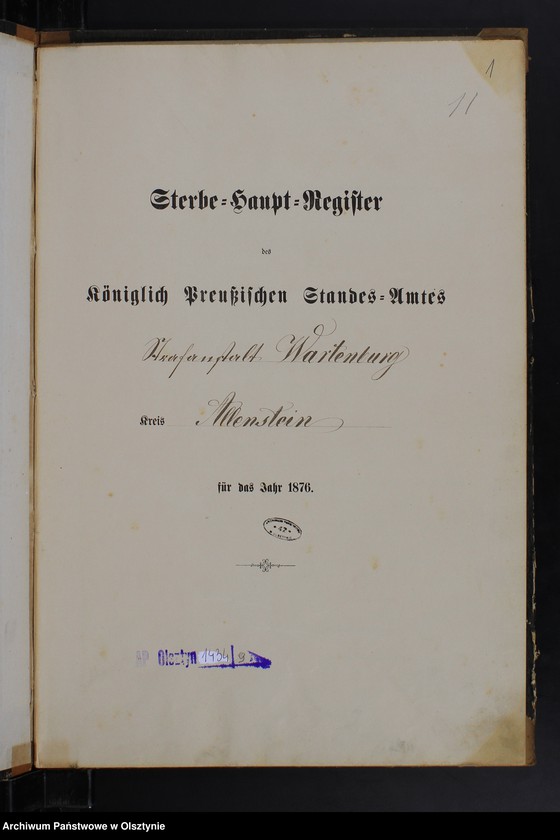 1
11
Sterbe-Haupt-Register
des
Königlich Preußischen Standes-Amtes
Strafanstalt Wartenburg
Kreis Allenstein
für das Jahr 1876.
AP Olsztyn 1434/9
Archiwum Państwowe w Olsztynie